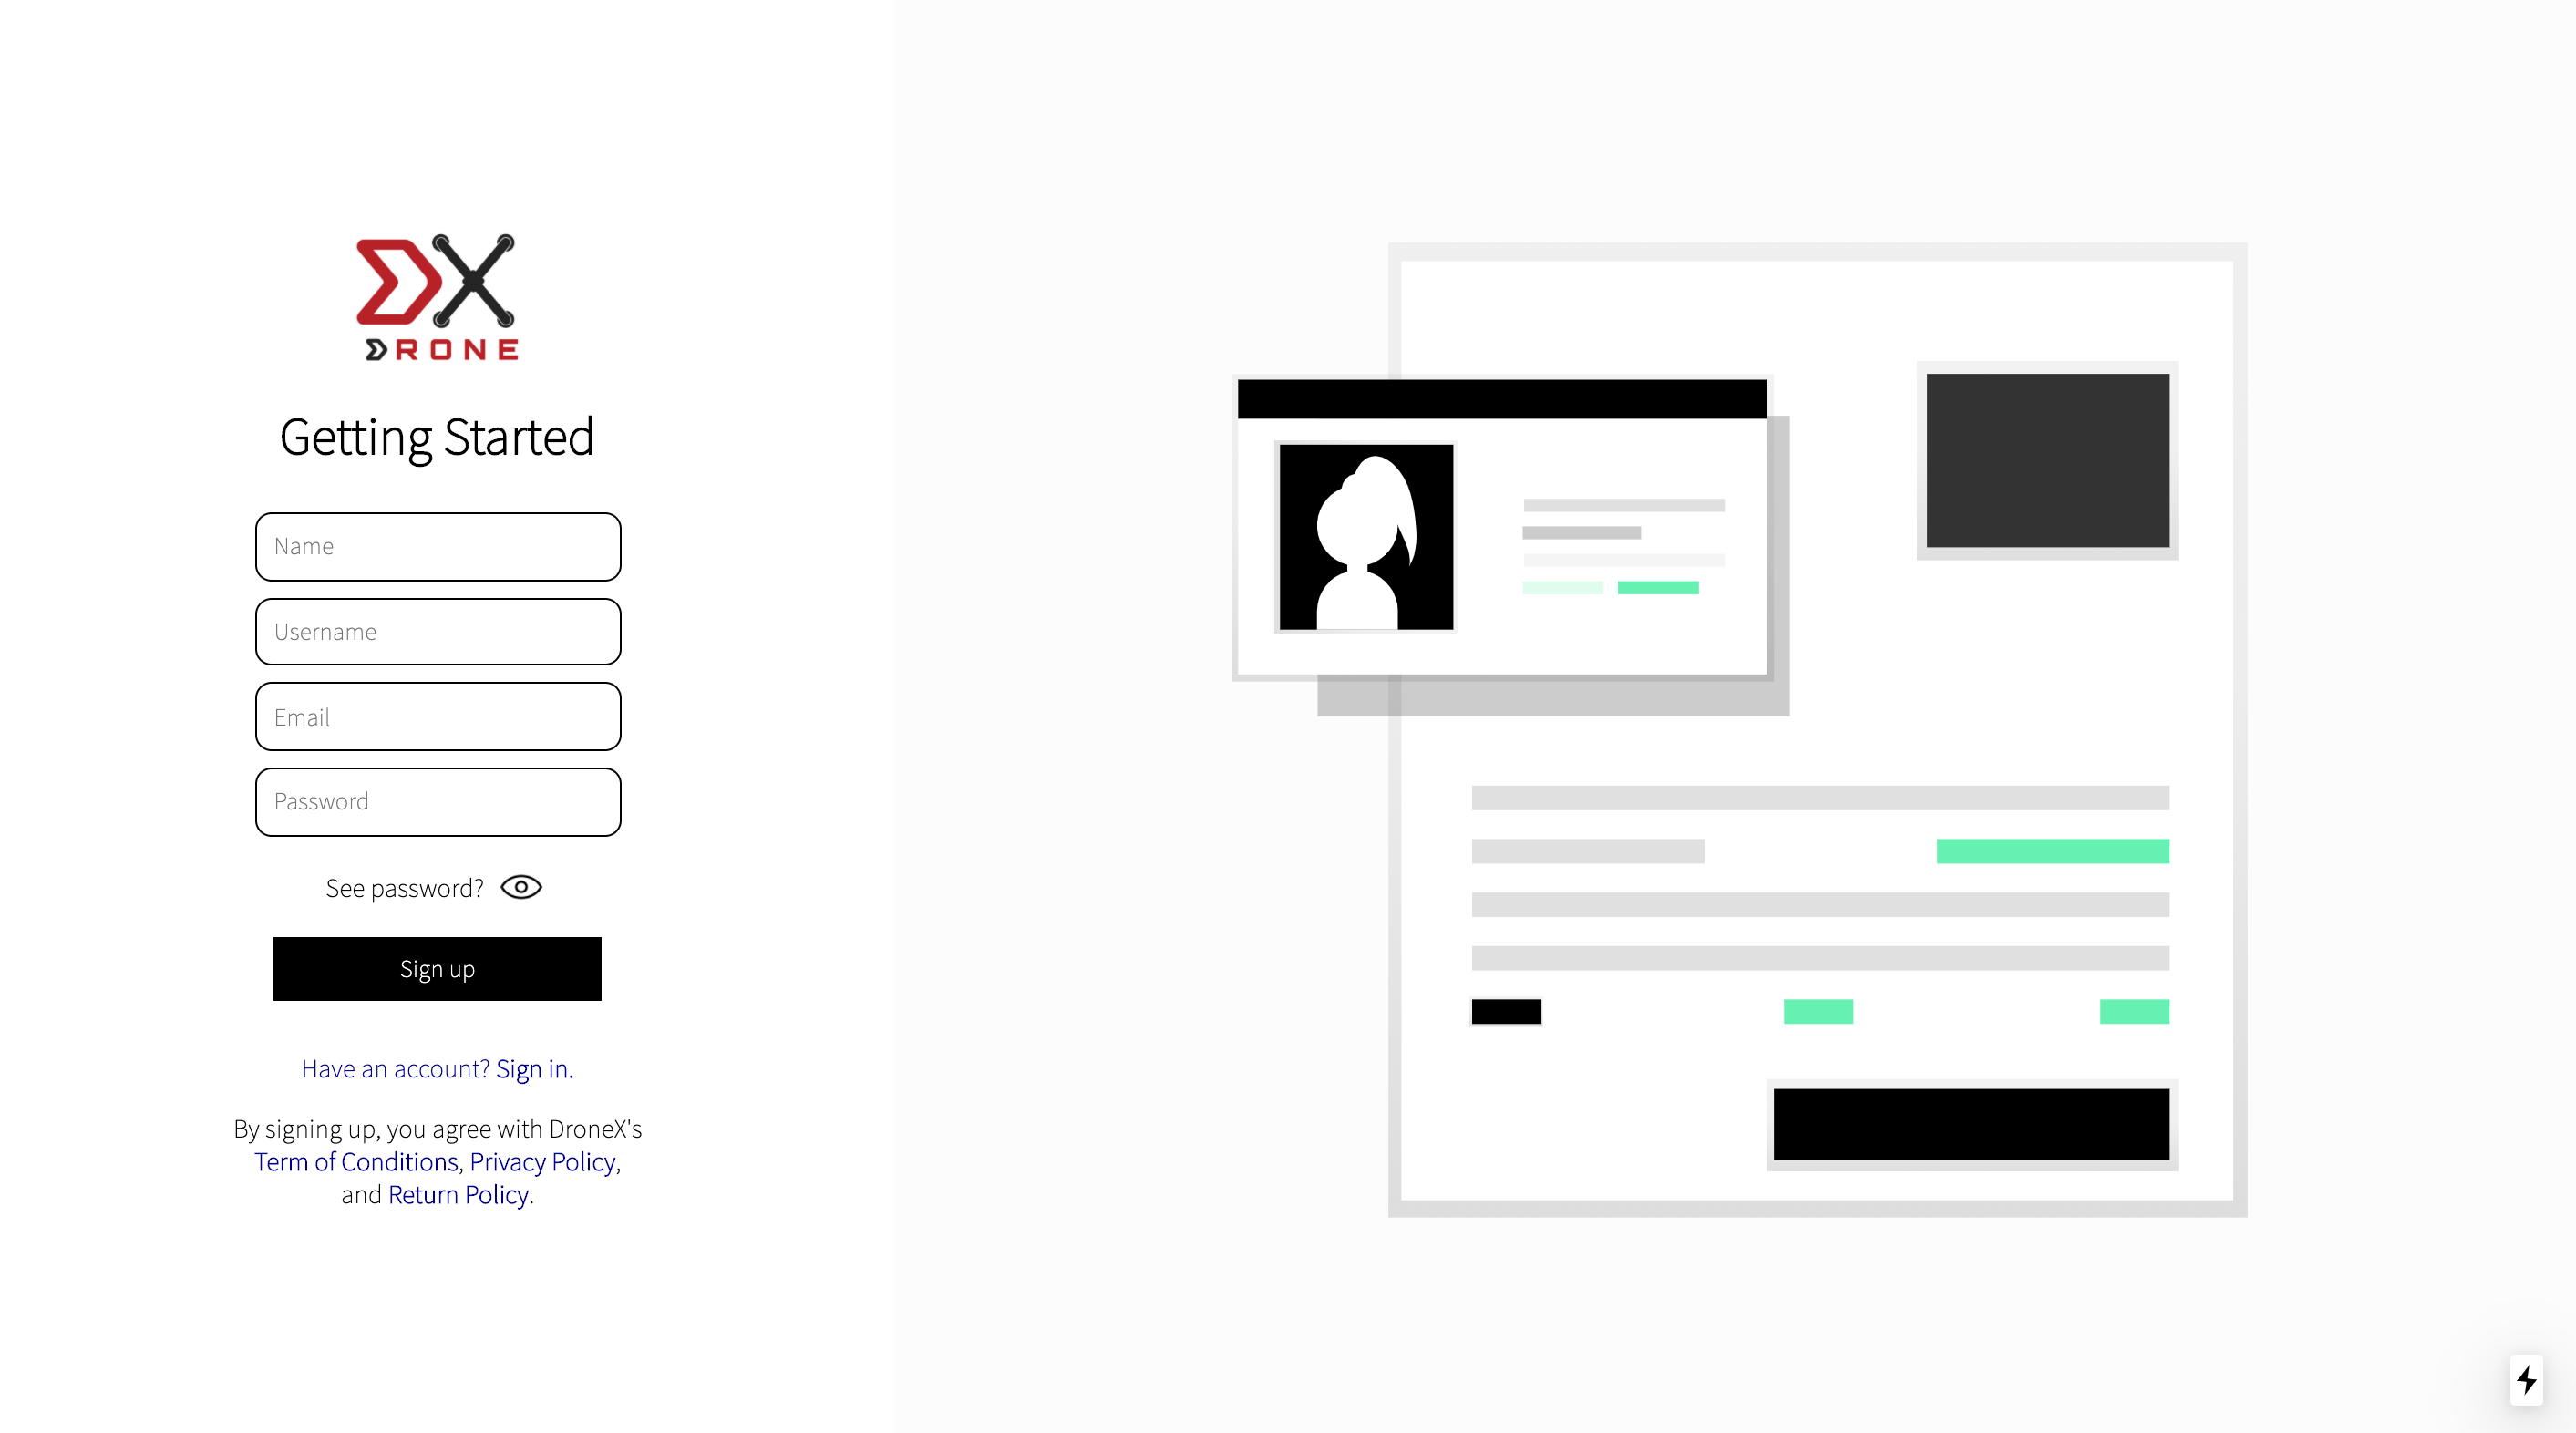 DX
DRONE
Getting Started
Name
Username
Email
Password
See password?
Sign up
Have an account? Sign in.
By signing up, you agree with DroneX's
Term of Conditions, Privacy Policy,
and Return Policy.